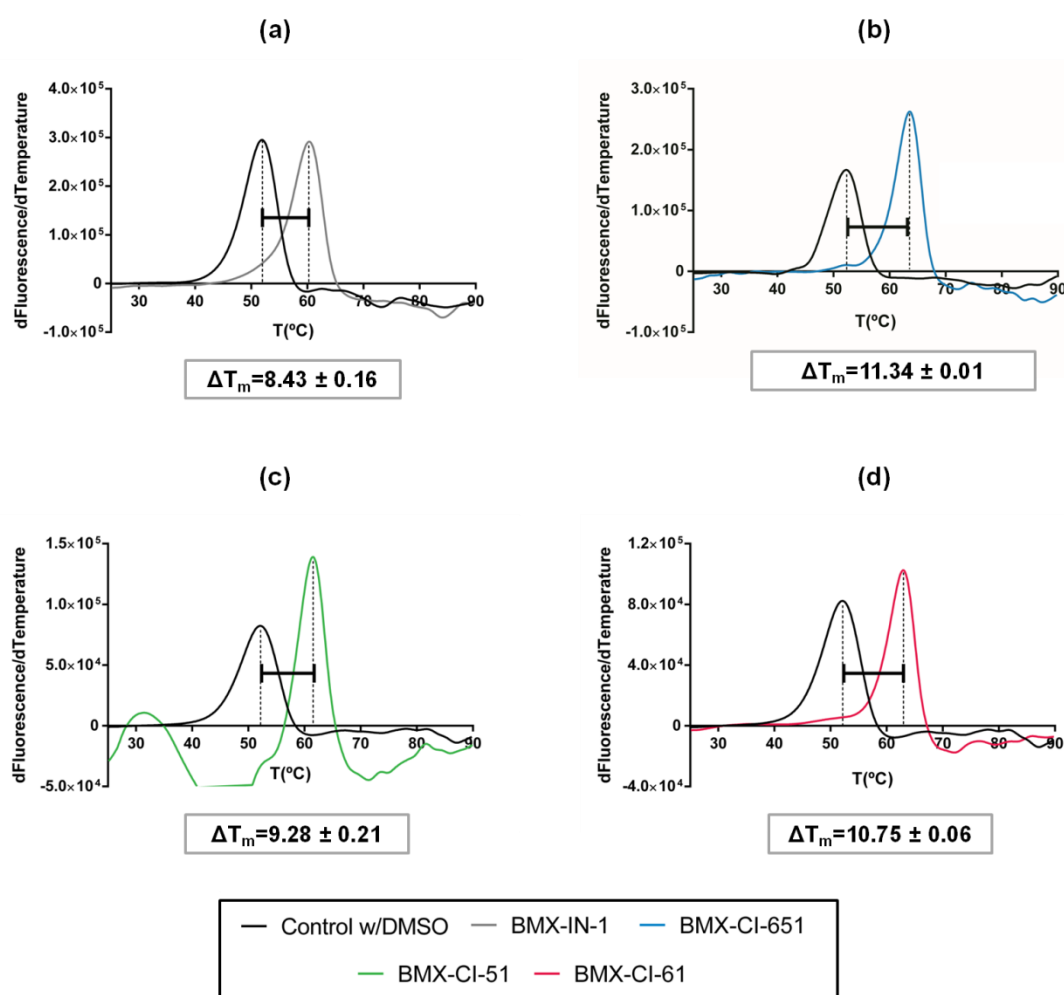 (a)
dFluorescence/dTemperature
4.0×10⁵
3.0×10⁵
2.0×10⁵
1.0×10⁵
0
-1.0×10⁵
30 40 50 60 70 80 90
T(ºC)
ΔTₘ=8.43 ± 0.16
(b)
dFluorescence/dTemperature
3.0×10⁵
2.0×10⁵
1.0×10⁵
0
-1.0×10⁵
30 40 50 60 70 80 90
T(ºC)
ΔTₘ=11.34 ± 0.01
(c)
dFluorescence/dTemperature
1.5×10⁵
1.0×10⁵
5.0×10⁴
0
-5.0×10⁴
30 40 50 60 70 80 90
T(ºC)
ΔTₘ=9.28 ± 0.21
(d)
dFluorescence/dTemperature
1.2×10⁵
8.0×10⁴
4.0×10⁴
0
-4.0×10⁴
30 40 50 60 70 80 90
T(ºC)
ΔTₘ=10.75 ± 0.06
Control w/DMSO BMX-IN-1 BMX-CI-651
BMX-CI-51 BMX-CI-61